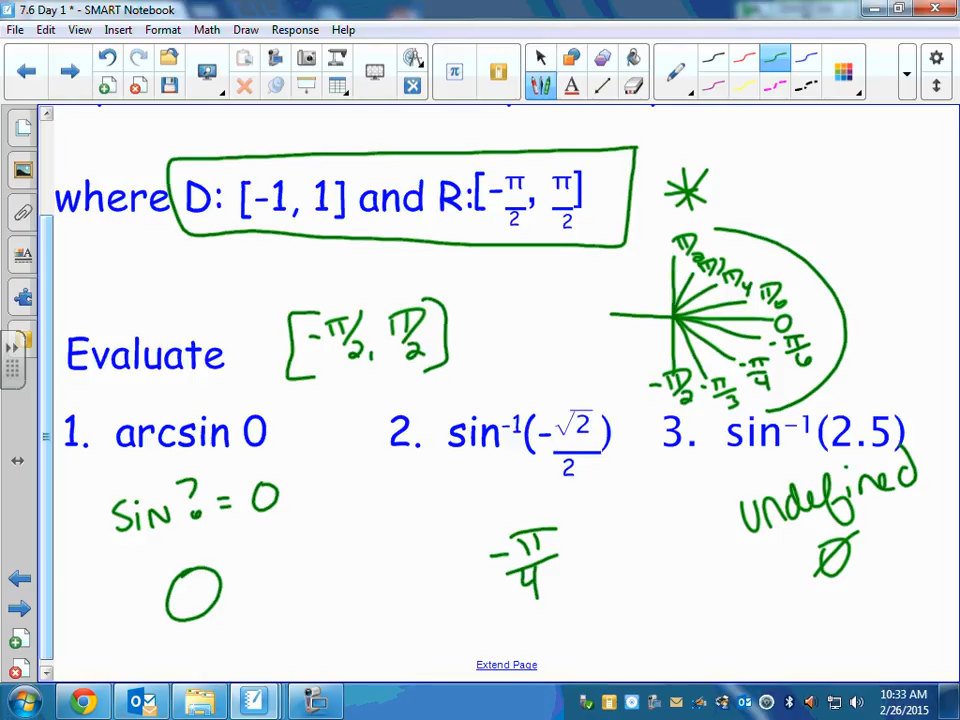 7.6 Day 1 * - SMART Notebook
File Edit View Insert Format Math Draw Response Help
where D: [-1, 1] and R:[-π/2, π/2]
π/2 π/3 π/4 π/6
0
-π/6
-π/4
-π/3
-π/2
Evaluate [-π/2, π/2]
1. arcsin 0 2. sin⁻¹(-√2/2) 3. sin⁻¹(2.5)
sin ? = 0
undefined
-π/4
Ø
0
Extend Page
10:33 AM
2/26/2015